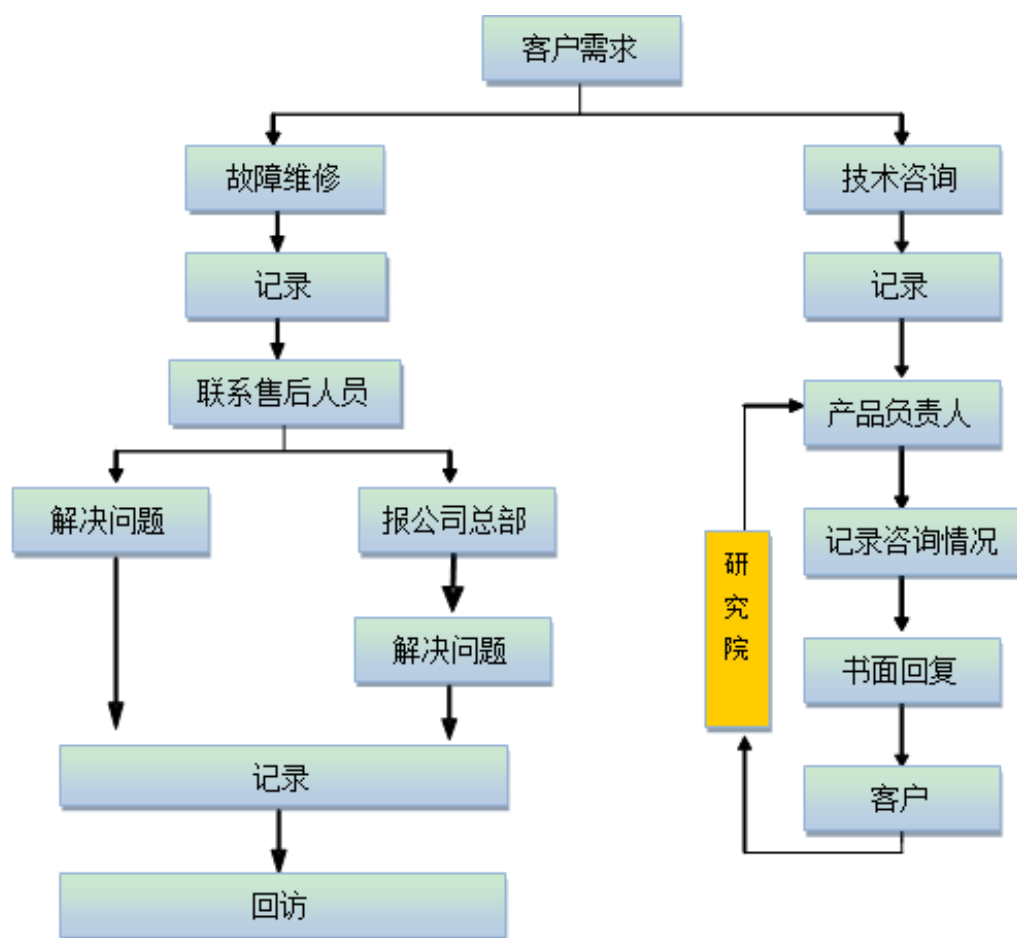 客户需求
故障维修
技术咨询
记录
记录
联系售后人员
产品负责人
解决问题
报公司总部
记录咨询情况
研
究
院
解决问题
书面回复
记录
客户
回访